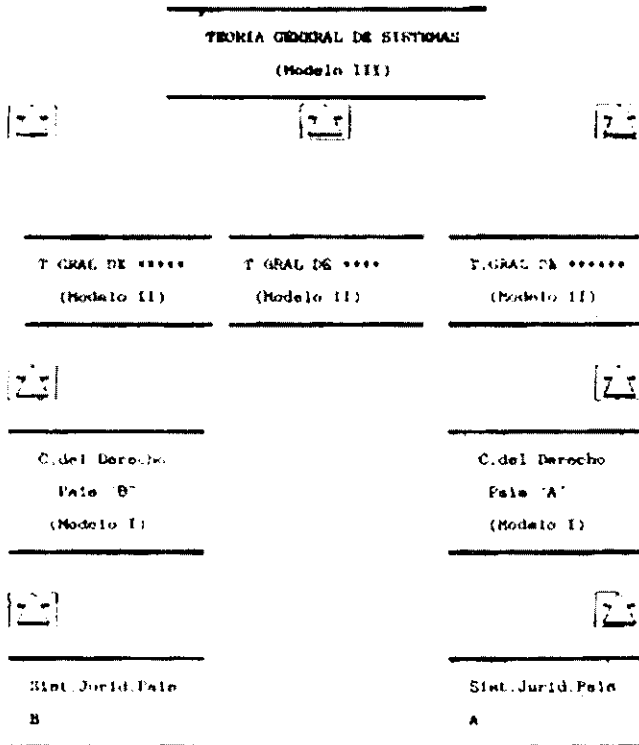 TEORIA GENERAL DE SISTEMAS
(Modelo III)
T GRAL DE ***** T GRAL DE **** T.GRAL DE ******
(Modelo II) (Modelo II) (Modelo II)
C.del Derecho C.del Derecho
Pais "B" Pais "A"
(Modelo I) (Modelo I)
Sist.Jurid.Pais Sist.Jurid.Pais
B A